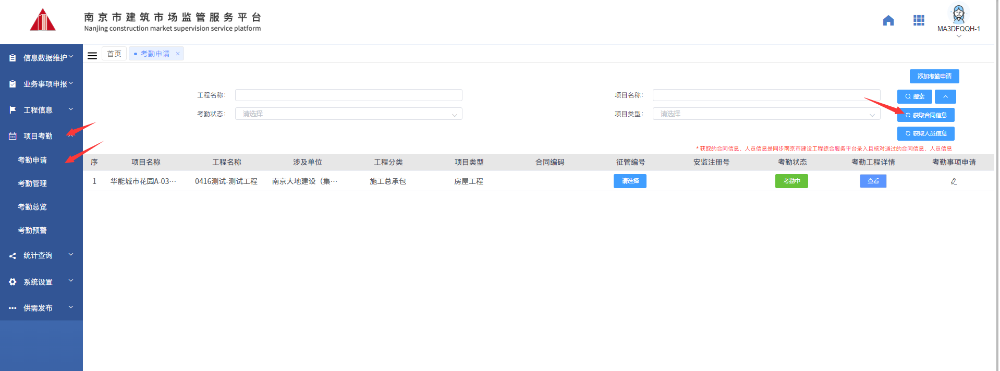 南京市建筑市场监管服务平台
Nanjing construction market supervision service platform
MA3DFQQH-1
信息数据维护
业务事项申报
工程信息
项目考勤
考勤申请
考勤管理
考勤总览
考勤预警
统计查询
系统设置
供需发布
首页 考勤申请 ×
添加考勤申请
工程名称: 项目名称: 搜索
考勤状态: 请选择 项目类型: 请选择 获取合同信息
获取人员信息
* 获取的合同信息、人员信息是同步南京市建设工程综合服务平台录入且核对通过的合同信息、人员信息
序 项目名称 工程名称 涉及单位 工程分类 项目类型 合同编码 征管编号 安监注册号 考勤状态 考勤工程详情 考勤事项申请
1 华能城市花园A-03… 0416测试-测试工程 南京大地建设（集… 施工总承包 房屋工程 请选择 考勤中 查看